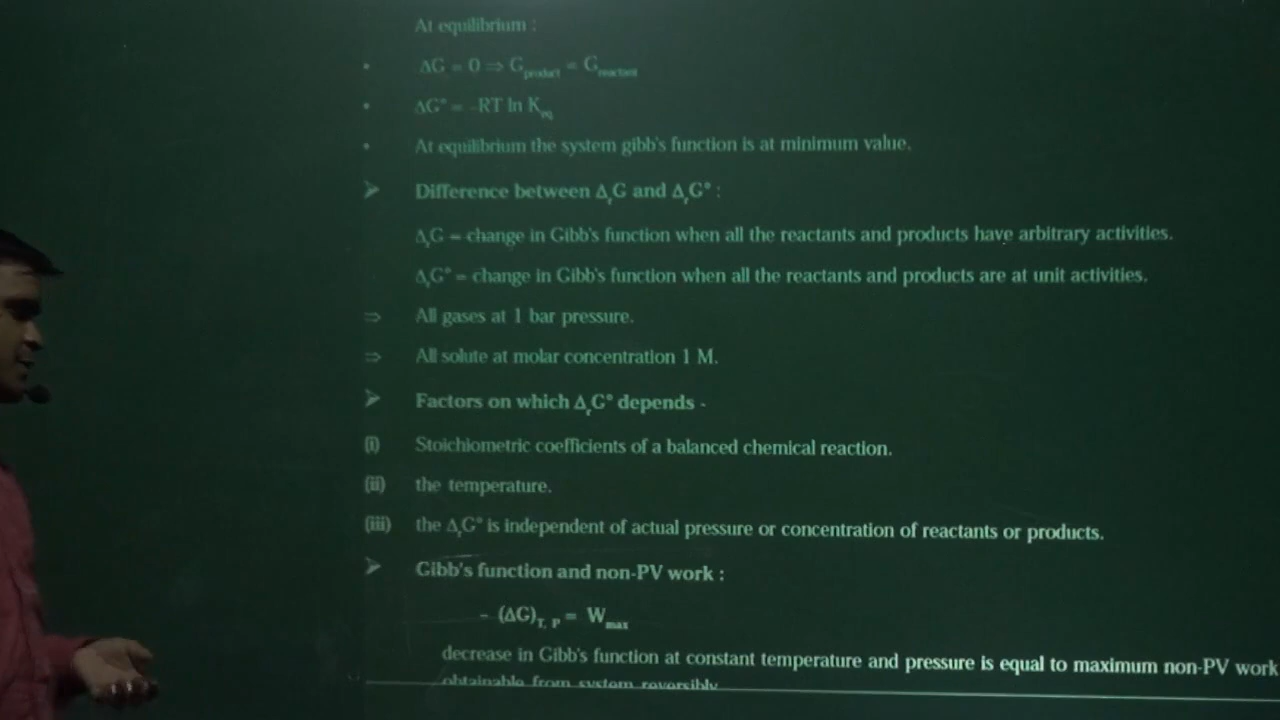 At equilibrium :
• ΔG = 0 ⇒ G_product = G_reactant
• ΔG° = -RT ln K_eq
• At equilibrium the system gibb's function is at minimum value.
➤ Difference between Δ_rG and Δ_rG° :
Δ_rG = change in Gibb's function when all the reactants and products have arbitrary activities.
Δ_rG° = change in Gibb's function when all the reactants and products are at unit activities.
⇒ All gases at 1 bar pressure.
⇒ All solute at molar concentration 1 M.
➤ Factors on which Δ_rG° depends -
(i) Stoichiometric coefficients of a balanced chemical reaction.
(ii) the temperature.
(iii) the Δ_rG° is independent of actual pressure or concentration of reactants or products.
➤ Gibb's function and non-PV work :
- (ΔG)_T, P = W_max
decrease in Gibb's function at constant temperature and pressure is equal to maximum non-PV work
obtainable from system reversibly